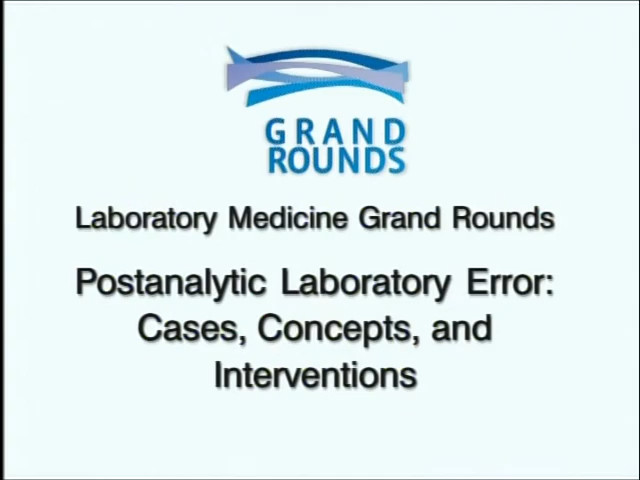 GRAND
ROUNDS
Laboratory Medicine Grand Rounds
Postanalytic Laboratory Error:
Cases, Concepts, and
Interventions